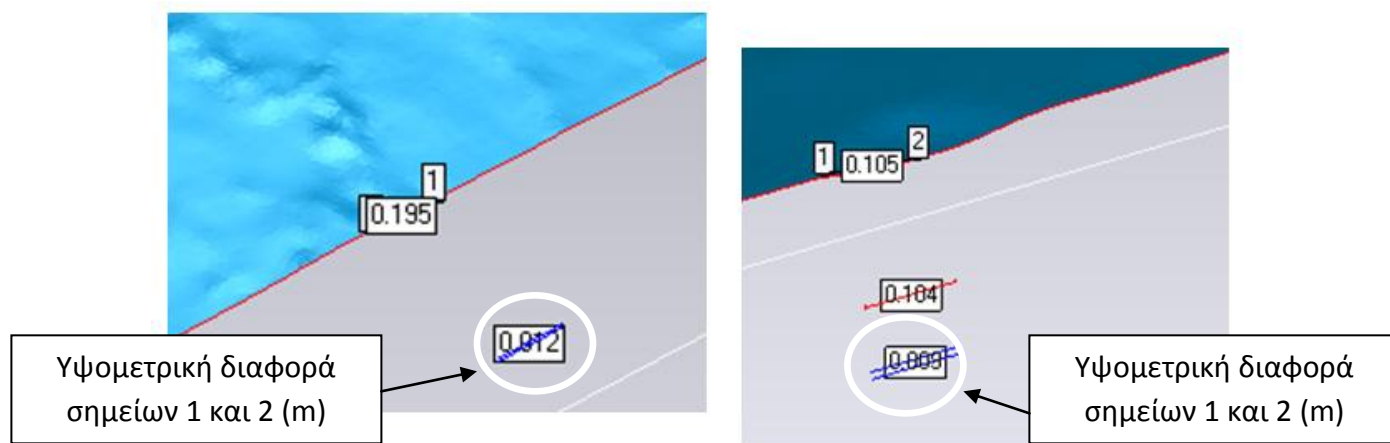 1
0.195
0.012
Υψομετρική διαφορά
σημείων 1 και 2 (m)
1
2
0.105
0.104
0.009
Υψομετρική διαφορά
σημείων 1 και 2 (m)